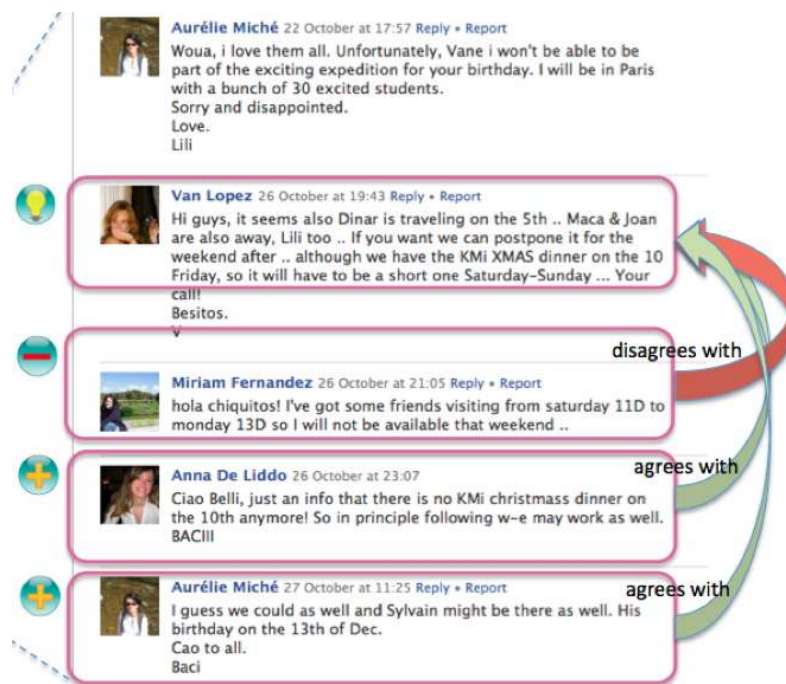 Aurélie Miché 22 October at 17:57 Reply • Report
Woua, i love them all. Unfortunately, Vane i won't be able to be
part of the exciting expedition for your birthday. I will be in Paris
with a bunch of 30 excited students.
Sorry and disappointed.
Love.
Lili
Van Lopez 26 October at 19:43 Reply • Report
Hi guys, it seems also Dinar is traveling on the 5th .. Maca & Joan
are also away, Lili too .. If you want we can postpone it for the
weekend after .. although we have the KMi XMAS dinner on the 10
Friday, so it will have to be a short one Saturday-Sunday ... Your
call!
Besitos.
V
disagrees with
Miriam Fernandez 26 October at 21:05 Reply • Report
hola chiquitos! I've got some friends visiting from saturday 11D to
monday 13D so I will not be available that weekend ..
agrees with
Anna De Liddo 26 October at 23:07
Ciao Belli, just an info that there is no KMi christmass dinner on
the 10th anymore! So in principle following w-e may work as well.
BACIII
agrees with
Aurélie Miché 27 October at 11:25 Reply • Report
I guess we could as well and Sylvain might be there as well. His
birthday on the 13th of Dec.
Cao to all.
Baci